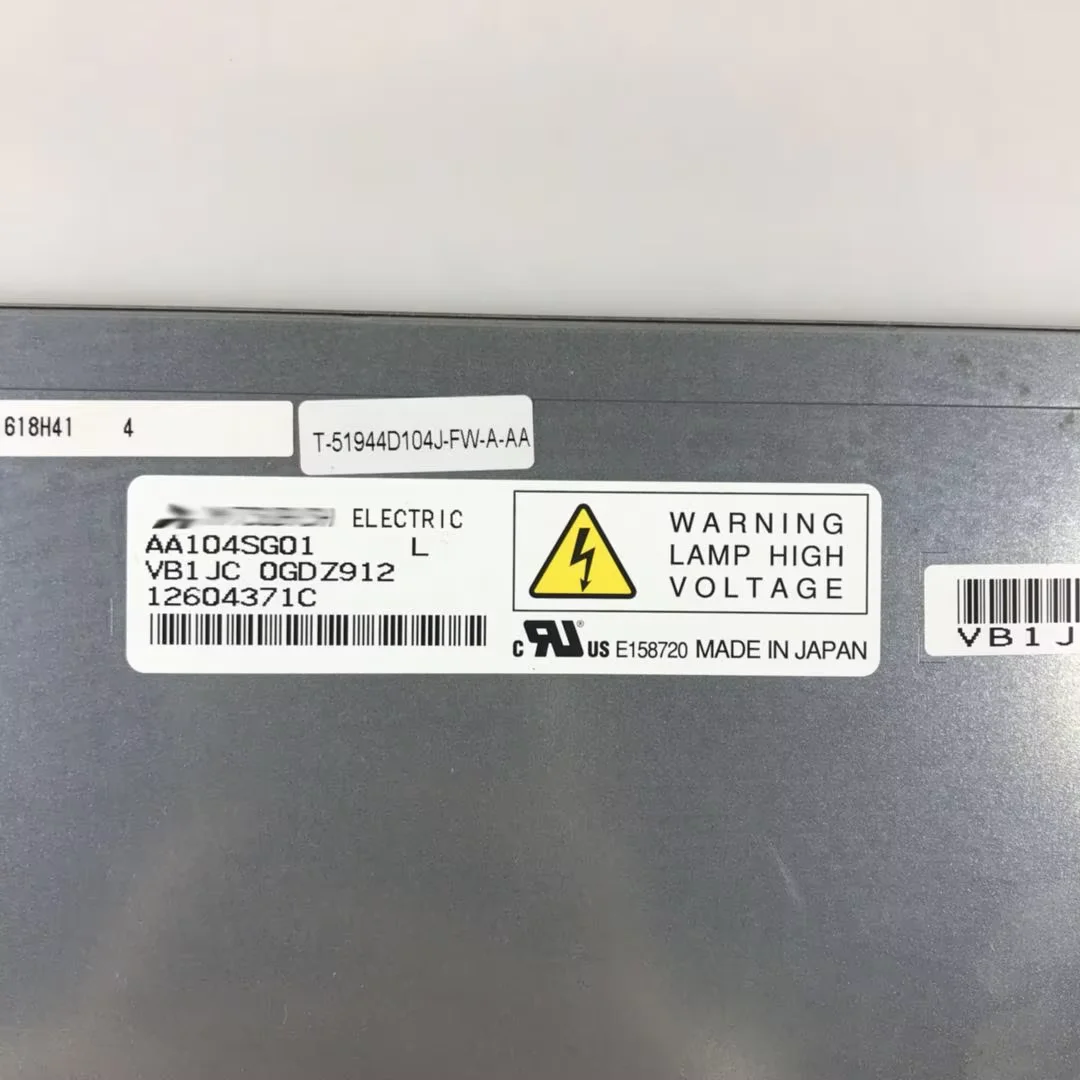 618H41 4
T-51944D104J-FW-A-AA
ELECTRIC
AA104SG01 L
VB1JC 0GDZ912
12604371C
WARNING
LAMP HIGH
VOLTAGE
c RU US E158720 MADE IN JAPAN
VB1J